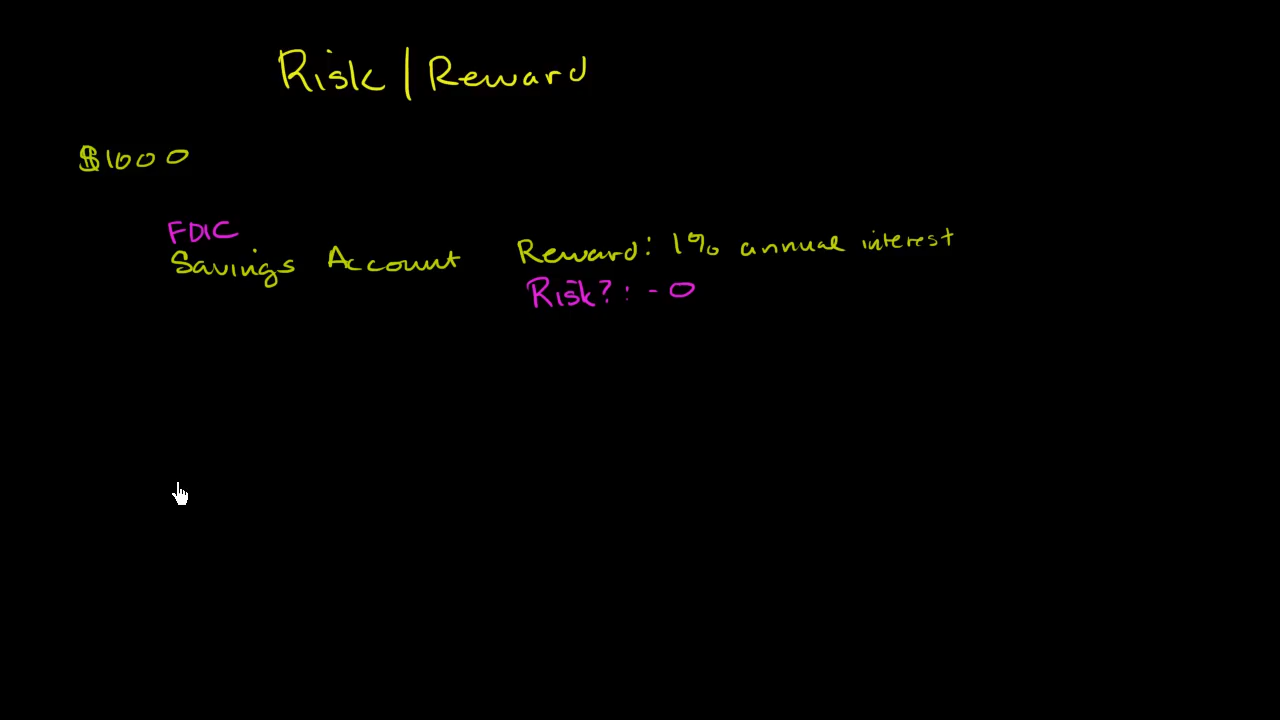 Risk | Reward
$1000
FDIC
Savings Account Reward: 1% annual interest
Risk?: - 0